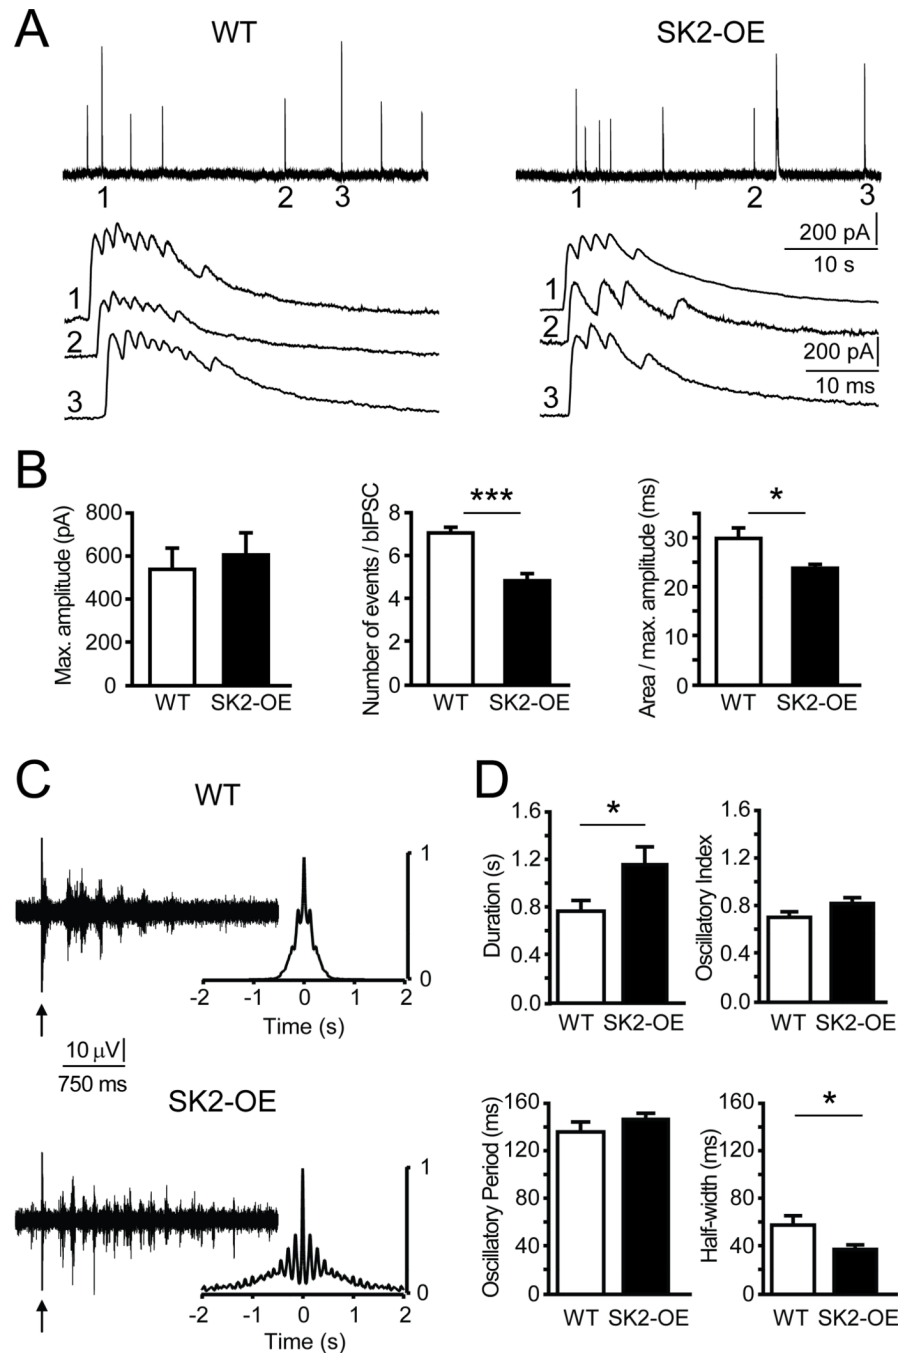 A
WT
SK2-OE
1
2
3
1
2
3
200 pA
10 s
1
2
3
1
2
3
200 pA
10 ms
B
Max. amplitude (pA)
800
600
400
200
0
WT SK2-OE
Number of events / bIPSC
8
6
4
2
0
***
WT SK2-OE
Area / max. amplitude (ms)
30
20
10
0
*
WT SK2-OE
C
WT
1
0
-2 -1 0 1 2
Time (s)
10 μV
750 ms
SK2-OE
1
0
-2 -1 0 1 2
Time (s)
D
Duration (s)
1.6
1.2
0.8
0.4
0.0
*
WT SK2-OE
Oscillatory Index
1.6
1.2
0.8
0.4
0.0
WT SK2-OE
Oscillatory Period (ms)
160
120
80
40
0
WT SK2-OE
Half-width (ms)
160
120
80
40
0
*
WT SK2-OE